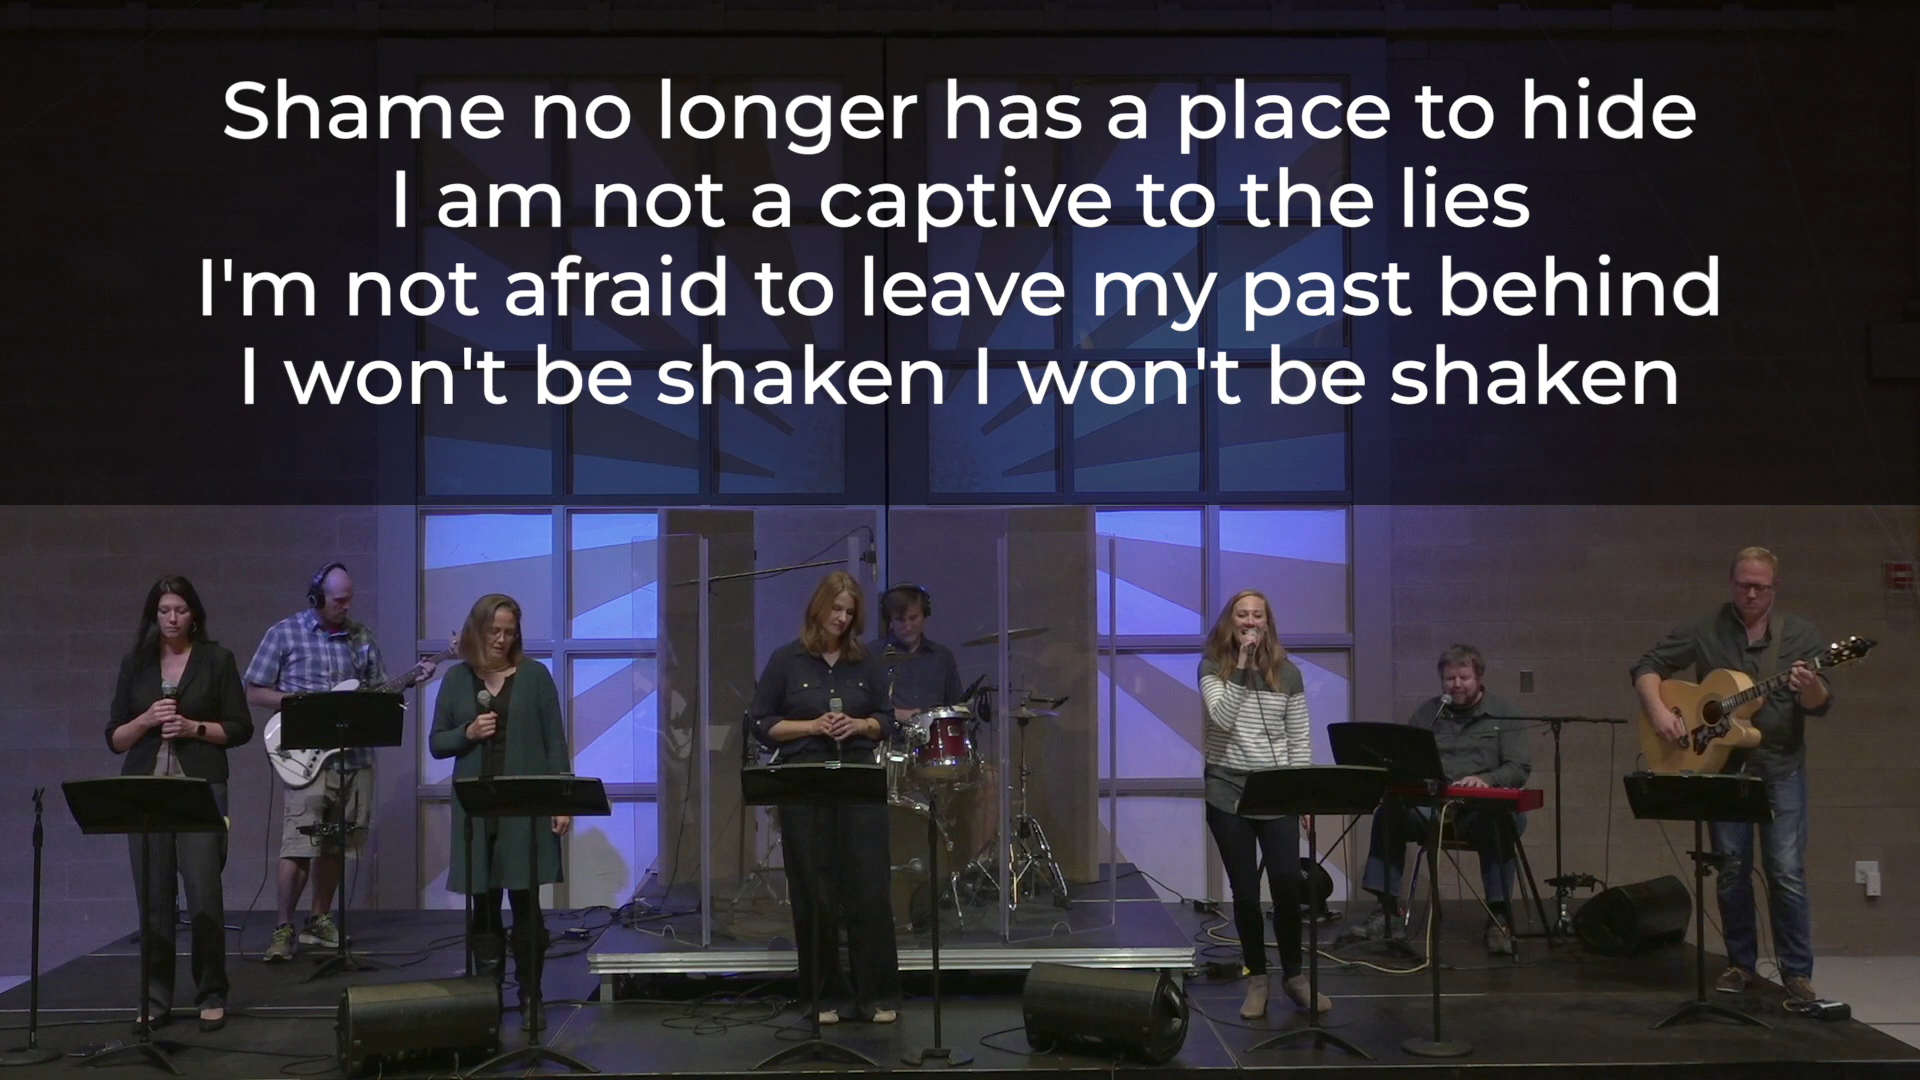 Shame no longer has a place to hide
I am not a captive to the lies
I'm not afraid to leave my past behind
I won't be shaken I won't be shaken